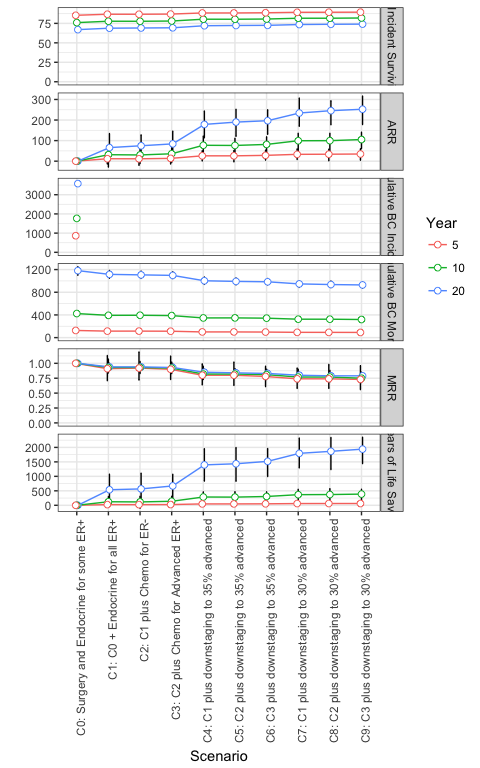 75
50
25
0
Incident Surviv
300
200
100
0
ARR
3000
2000
1000
0
ulative BC Incid
1200
800
400
0
ulative BC Mor
1.00
0.75
0.50
0.25
0.00
MRR
2000
1500
1000
500
0
ars of Life Sav
C0: Surgery and Endocrine for some ER+
C1: C0 + Endocrine for all ER+
C2: C1 plus Chemo for ER-
C3: C2 plus Chemo for Advanced ER+
C4: C1 plus downstaging to 35% advanced
C5: C2 plus downstaging to 35% advanced
C6: C3 plus downstaging to 35% advanced
C7: C1 plus downstaging to 30% advanced
C8: C2 plus downstaging to 30% advanced
C9: C3 plus downstaging to 30% advanced
Scenario
Year
5
10
20